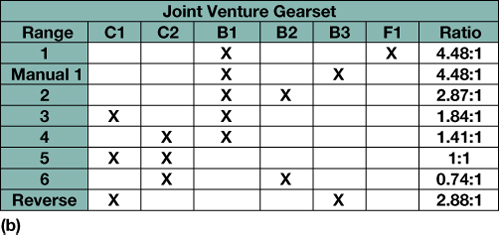 Joint Venture Gearset
Range C1 C2 B1 B2 B3 F1 Ratio
1 X X 4.48:1
Manual 1 X X 4.48:1
2 X X 2.87:1
3 X X 1.84:1
4 X X 1.41:1
5 X X 1:1
6 X X 0.74:1
Reverse X X 2.88:1
(b)